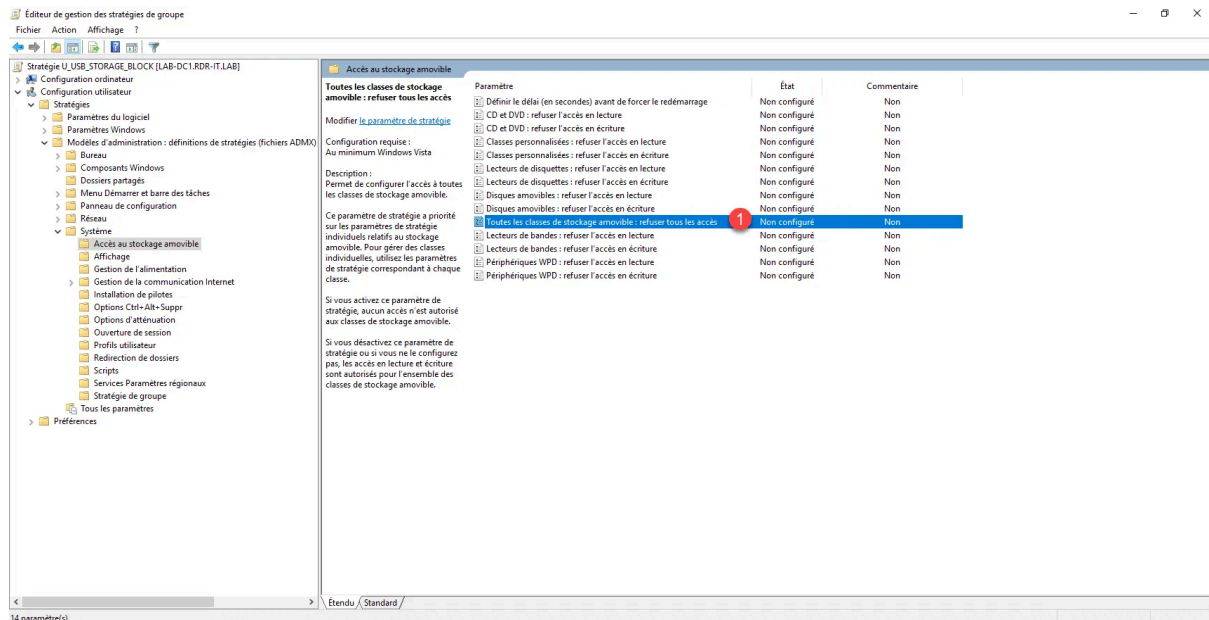 Éditeur de gestion des stratégies de groupe
Fichier Action Affichage ?
Stratégie U_USB_STORAGE_BLOCK [LAB-DC1.RDR-IT.LAB]
Configuration ordinateur
Configuration utilisateur
Stratégies
Paramètres du logiciel
Paramètres Windows
Modèles d'administration : définitions de stratégies (fichiers ADMX)
Bureau
Composants Windows
Dossiers partagés
Menu Démarrer et barre des tâches
Panneau de configuration
Réseau
Système
Accès au stockage amovible
Affichage
Gestion de l'alimentation
Gestion de la communication Internet
Installation de pilotes
Options Ctrl+Alt+Suppr
Options d'atténuation
Ouverture de session
Profils utilisateur
Redirection de dossiers
Scripts
Services Paramètres régionaux
Stratégie de groupe
Tous les paramètres
Préférences
Accès au stockage amovible
Toutes les classes de stockage
amovible : refuser tous les accès
Modifier le paramètre de stratégie
Configuration requise :
Au minimum Windows Vista
Description :
Permet de configurer l'accès à toutes
les classes de stockage amovible.
Ce paramètre de stratégie a priorité
sur les paramètres de stratégie
individuels relatifs au stockage
amovible. Pour gérer des classes
individuelles, utilisez les paramètres
de stratégie correspondant à chaque
classe.
Si vous activez ce paramètre de
stratégie, aucun accès n'est autorisé
aux classes de stockage amovible.
Si vous désactivez ce paramètre de
stratégie ou si vous ne le configurez
pas, les accès en lecture et écriture
sont autorisés pour l'ensemble des
classes de stockage amovible.
Paramètre État Commentaire
Définir le délai (en secondes) avant de forcer le redémarrage Non configuré Non
CD et DVD : refuser l'accès en lecture Non configuré Non
CD et DVD : refuser l'accès en écriture Non configuré Non
Classes personnalisées : refuser l'accès en lecture Non configuré Non
Classes personnalisées : refuser l'accès en écriture Non configuré Non
Lecteurs de disquettes : refuser l'accès en lecture Non configuré Non
Lecteurs de disquettes : refuser l'accès en écriture Non configuré Non
Disques amovibles : refuser l'accès en lecture Non configuré Non
Disques amovibles : refuser l'accès en écriture Non configuré Non
Toutes les classes de stockage amovible : refuser tous les accès 1 Non configuré Non
Lecteurs de bandes : refuser l'accès en lecture Non configuré Non
Lecteurs de bandes : refuser l'accès en écriture Non configuré Non
Périphériques WPD : refuser l'accès en lecture Non configuré Non
Périphériques WPD : refuser l'accès en écriture Non configuré Non
Étendu Standard
14 paramètre(s)